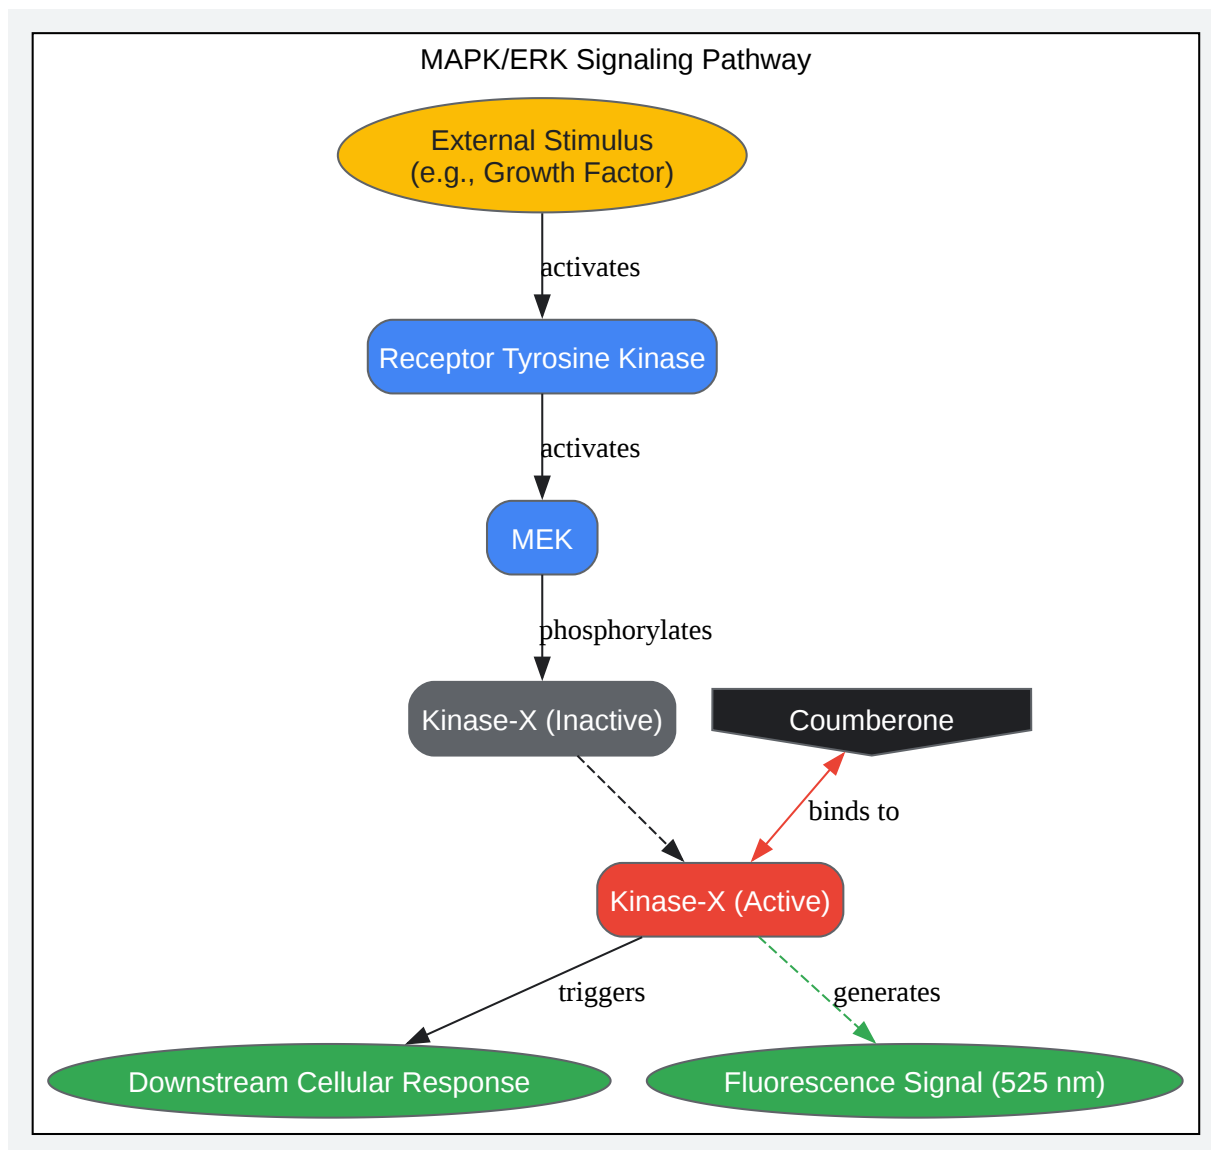 MAPK/ERK Signaling Pathway
External Stimulus
(e.g., Growth Factor)
activates
Receptor Tyrosine Kinase
activates
MEK
phosphorylates
Kinase-X (Inactive)
Coumberone
binds to
Kinase-X (Active)
triggers
generates
Downstream Cellular Response
Fluorescence Signal (525 nm)